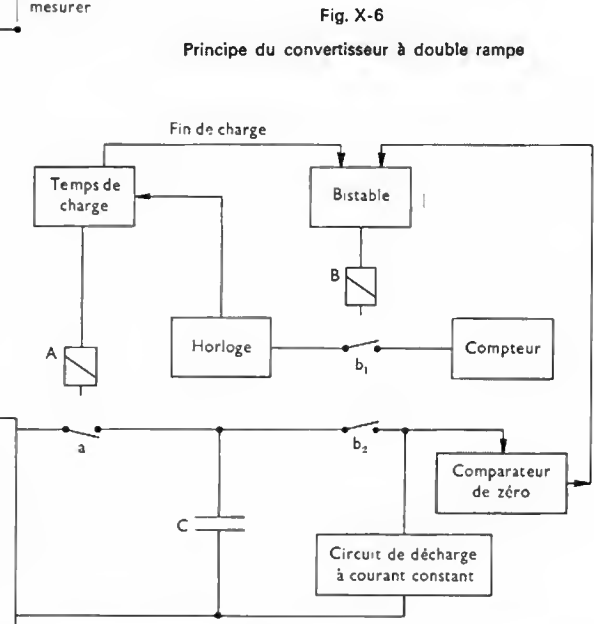 mesurer
Fig. X-6
Principe du convertisseur à double rampe
Fin de charge
Temps de
charge
Bistable
B
A
Horloge
b₁
Compteur
a
b₂
Comparateur
de zéro
C
Circuit de décharge
à courant constant